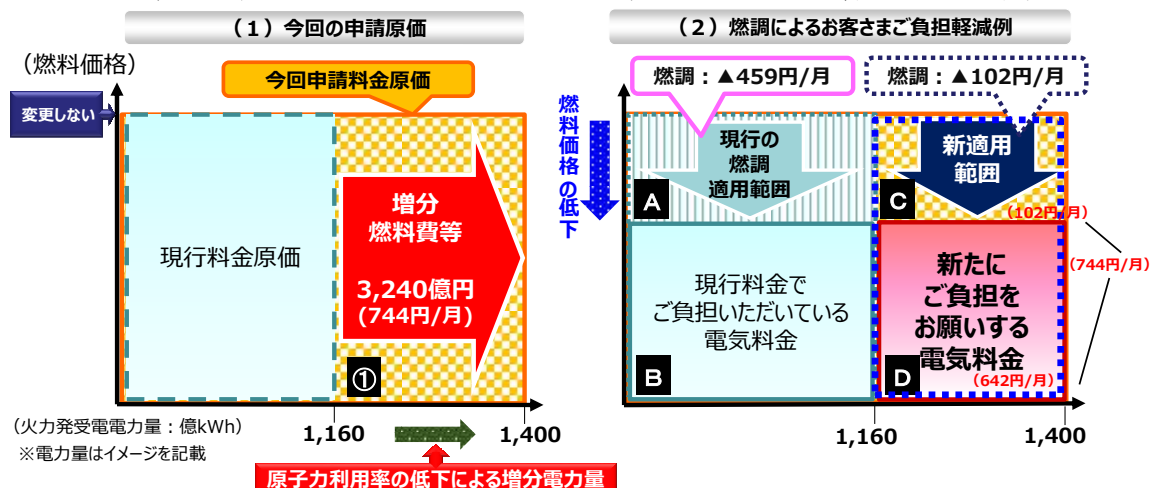 （1）今回の申請原価
（燃料価格）
今回申請料金原価
変更しない
現行料金原価
増分
燃料費等
3,240億円
(744円/月)
①
（火力発受電電力量：億kWh）
1,160
1,400
※電力量はイメージを記載
原子力利用率の低下による増分電力量
（2）燃調によるお客さまご負担軽減例
燃調：▲459円/月
燃調：▲102円/月
燃料価格の低下
現行の
燃調
適用範囲
新適用
範囲
A
C
（102円/月）
（744円/月）
現行料金で
ご負担いただいている
電気料金
新たに
ご負担を
お願いする
電気料金
B
D
（642円/月）
1,160
1,400